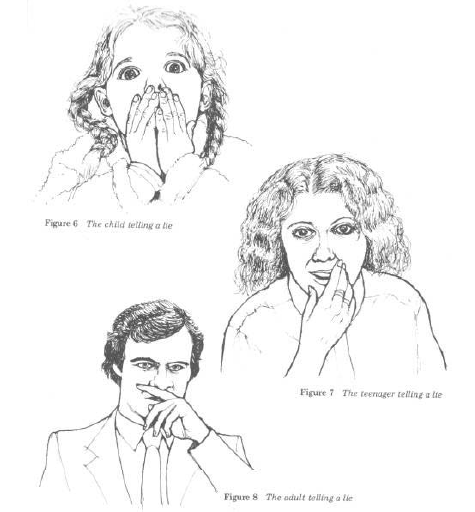 Figure 6 The child telling a lie
Figure 7 The teenager telling a lie
Figure 8 The adult telling a lie